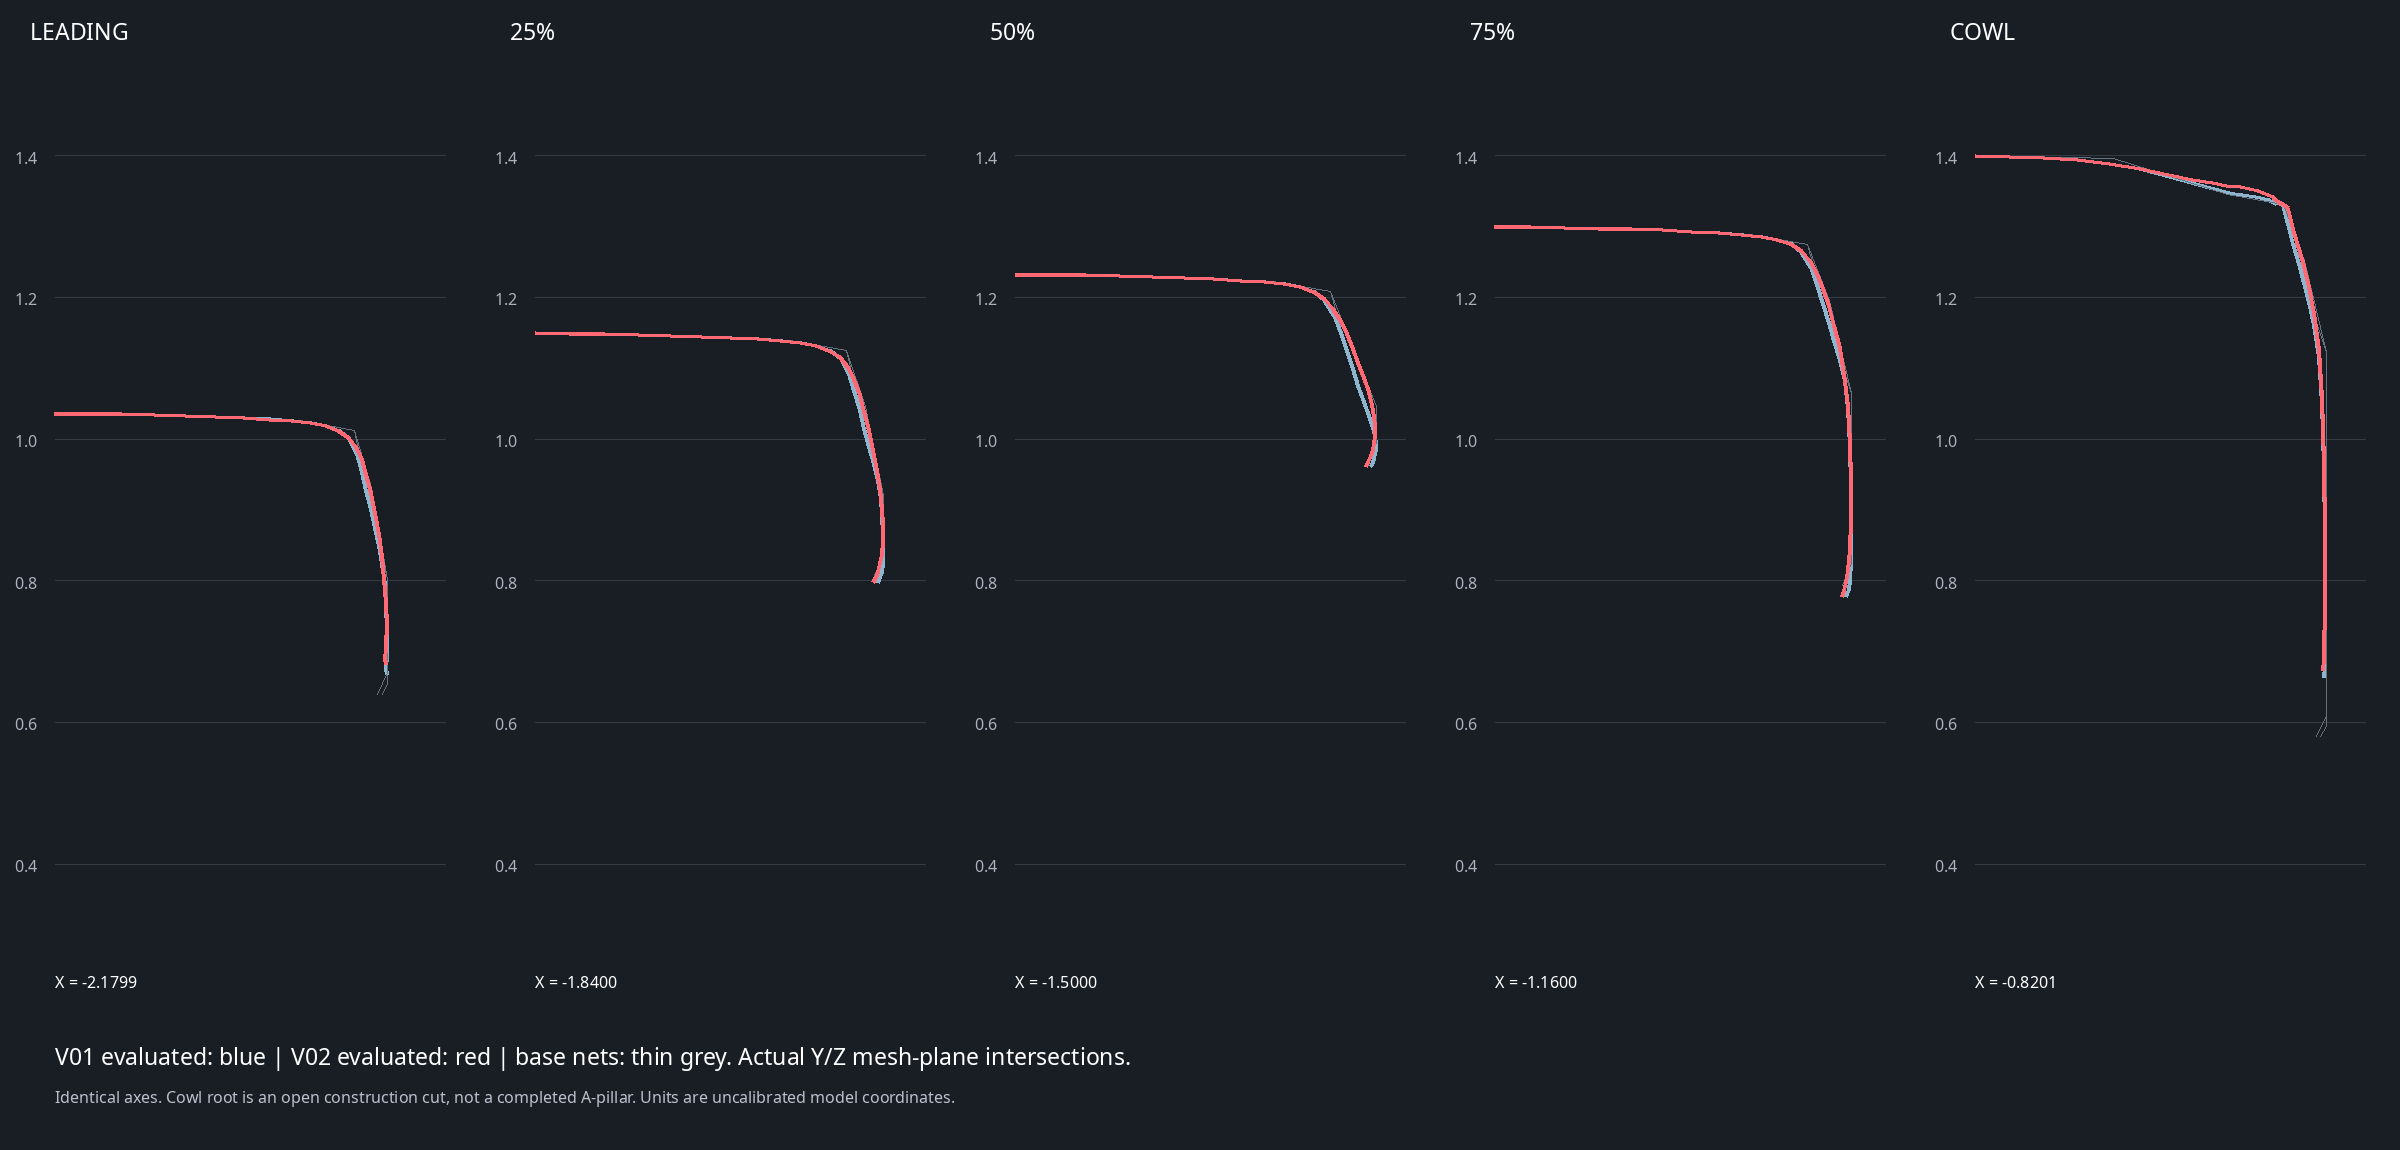 LEADING 25% 50% 75% COWL
1.4 1.4 1.4 1.4 1.4
1.2 1.2 1.2 1.2 1.2
1.0 1.0 1.0 1.0 1.0
0.8 0.8 0.8 0.8 0.8
0.6 0.6 0.6 0.6 0.6
0.4 0.4 0.4 0.4 0.4
X = -2.1799 X = -1.8400 X = -1.5000 X = -1.1600 X = -0.8201
V01 evaluated: blue | V02 evaluated: red | base nets: thin grey. Actual Y/Z mesh-plane intersections.
Identical axes. Cowl root is an open construction cut, not a completed A-pillar. Units are uncalibrated model coordinates.